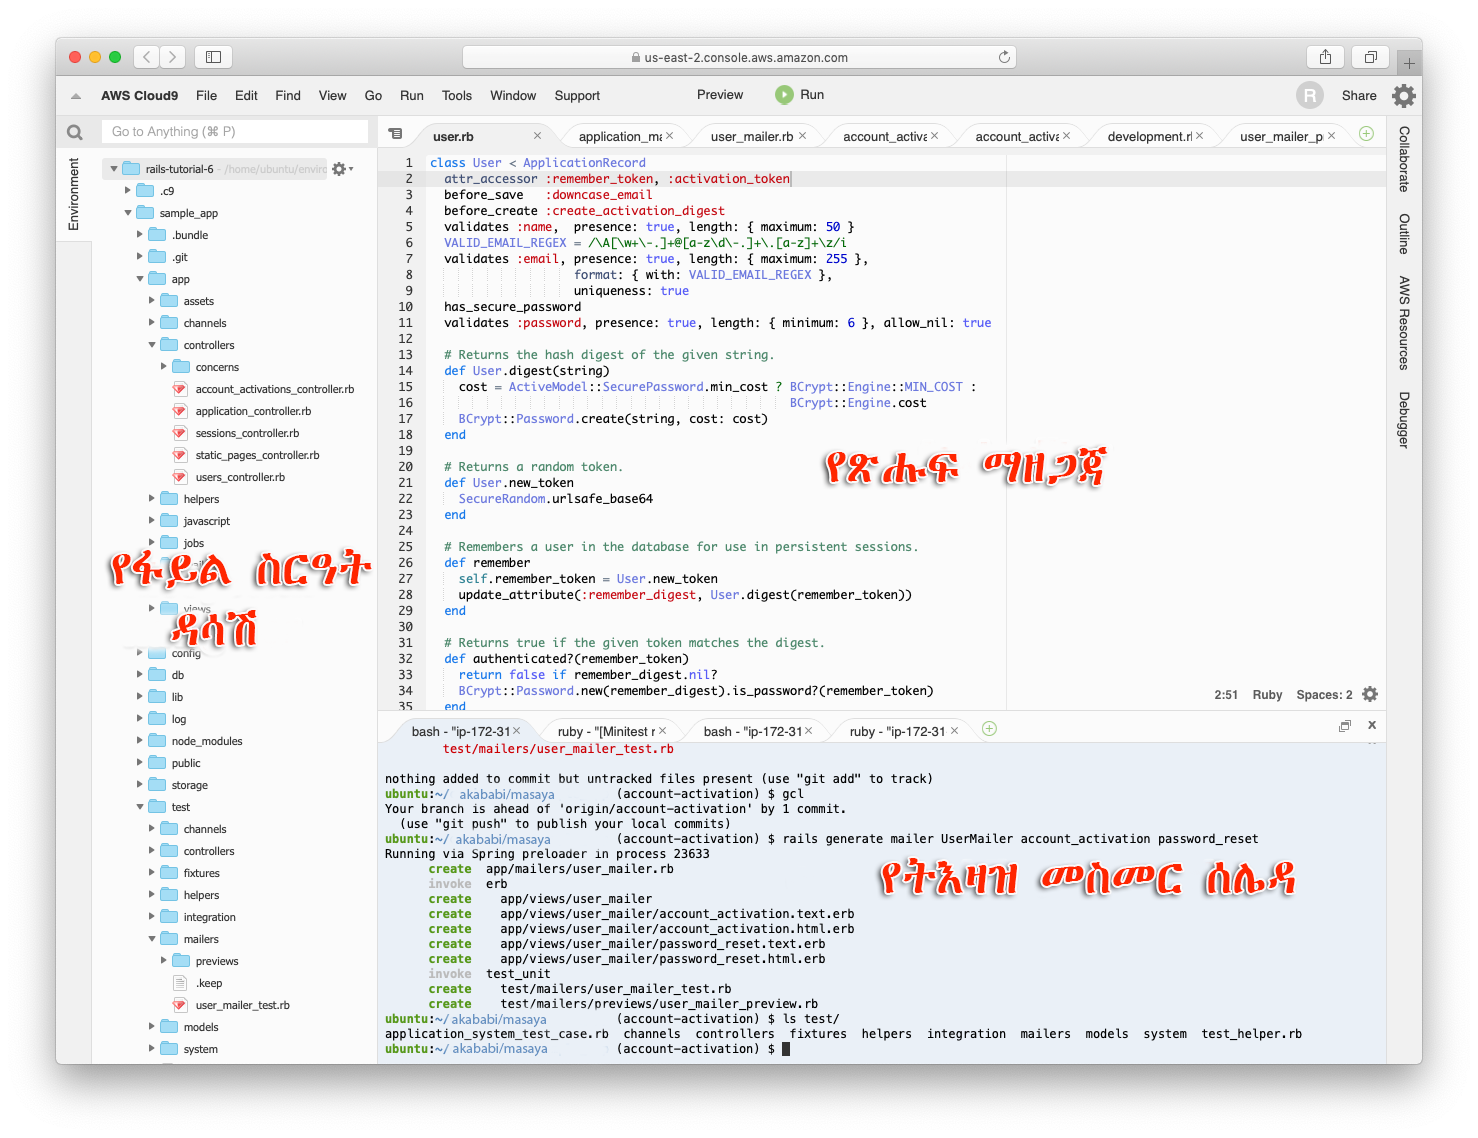 us-east-2.console.aws.amazon.com
AWS Cloud9 File Edit Find View Go Run Tools Window Support Preview Run R Share
Go to Anything (⌘ P)
Environment
rails-tutorial-6 - /home/ubuntu/enviro
.c9
sample_app
.bundle
.git
app
assets
channels
controllers
concerns
account_activations_controller.rb
application_controller.rb
sessions_controller.rb
static_pages_controller.rb
users_controller.rb
helpers
javascript
jobs
የፋይል ስርዓት
views
ዳሳሽ
config
db
lib
log
node_modules
public
storage
test
channels
controllers
fixtures
helpers
integration
mailers
previews
.keep
user_mailer_test.rb
models
system
user.rb application_ma user_mailer.rb account_activa account_activa development.r user_mailer_p
1 class User < ApplicationRecord
2 attr_accessor :remember_token, :activation_token
3 before_save   :downcase_email
4 before_create :create_activation_digest
5 validates :name,  presence: true, length: { maximum: 50 }
6 VALID_EMAIL_REGEX = /\A[\w+\-.]+@[a-z\d\-.]+\.[a-z]+\z/i
7 validates :email, presence: true, length: { maximum: 255 },
8 format: { with: VALID_EMAIL_REGEX },
9 uniqueness: true
10 has_secure_password
11 validates :password, presence: true, length: { minimum: 6 }, allow_nil: true
12
13 # Returns the hash digest of the given string.
14 def User.digest(string)
15 cost = ActiveModel::SecurePassword.min_cost ? BCrypt::Engine::MIN_COST :
16 BCrypt::Engine.cost
17 BCrypt::Password.create(string, cost: cost)
18 end
19
20 # Returns a random token.
21 def User.new_token
22 SecureRandom.urlsafe_base64
23 end
24
25 # Remembers a user in the database for use in persistent sessions.
26 def remember
27 self.remember_token = User.new_token
28 update_attribute(:remember_digest, User.digest(remember_token))
29 end
30
31 # Returns true if the given token matches the digest.
32 def authenticated?(remember_token)
33 return false if remember_digest.nil?
34 BCrypt::Password.new(remember_digest).is_password?(remember_token)
35 end
የጽሑፍ ማዘጋጃ
2:51 Ruby Spaces: 2
Collaborate
Outline
AWS Resources
Debugger
bash - "ip-172-31 ruby - "[Minitest r bash - "ip-172-31 ruby - "ip-172-31
test/mailers/user_mailer_test.rb
nothing added to commit but untracked files present (use "git add" to track)
ubuntu:~/ akababi/masaya (account-activation) $ gcl
Your branch is ahead of 'origin/account-activation' by 1 commit.
(use "git push" to publish your local commits)
ubuntu:~/ akababi/masaya (account-activation) $ rails generate mailer UserMailer account_activation password_reset
Running via Spring preloader in process 23633
create app/mailers/user_mailer.rb
invoke erb
create app/views/user_mailer
create app/views/user_mailer/account_activation.text.erb
create app/views/user_mailer/account_activation.html.erb
create app/views/user_mailer/password_reset.text.erb
create app/views/user_mailer/password_reset.html.erb
invoke test_unit
create test/mailers/user_mailer_test.rb
create test/mailers/previews/user_mailer_preview.rb
የትእዛዝ መስመር ሰሌዳ
ubuntu:~/ akababi/masaya (account-activation) $ ls test/
application_system_test_case.rb channels controllers fixtures helpers integration mailers models system test_helper.rb
ubuntu:~/ akababi/masaya (account-activation) $